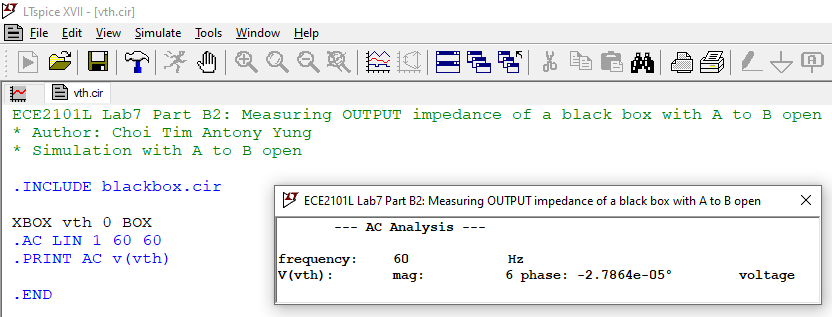 LTspice XVII - [vth.cir]
File Edit View Simulate Tools Window Help
vth.cir
ECE2101L Lab7 Part B2: Measuring OUTPUT impedance of a black box with A to B open
* Author: Choi Tim Antony Yung
* Simulation with A to B open
.INCLUDE blackbox.cir
XBOX vth 0 BOX
.AC LIN 1 60 60
.PRINT AC v(vth)
.END
ECE2101L Lab7 Part B2: Measuring OUTPUT impedance of a black box with A to B open
--- AC Analysis ---
frequency: 60 Hz
V(vth): mag: 6 phase: -2.7864e-05° voltage